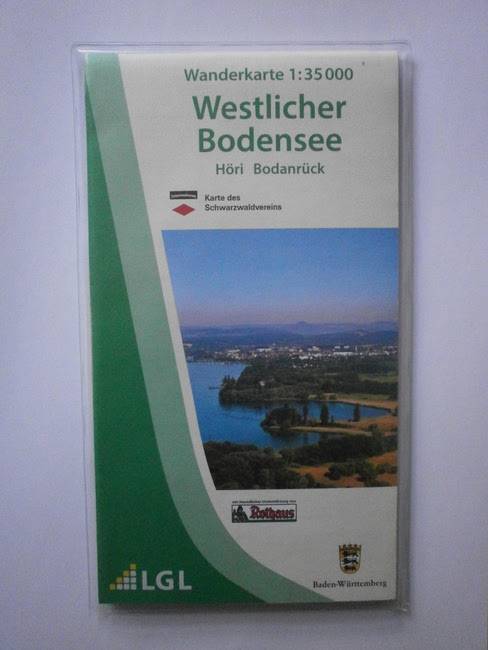 Wanderkarte 1:35 000
Westlicher
Bodensee
Höri Bodanrück
Karte des
Schwarzwaldvereins
Rothaus
LGL
Baden-Württemberg